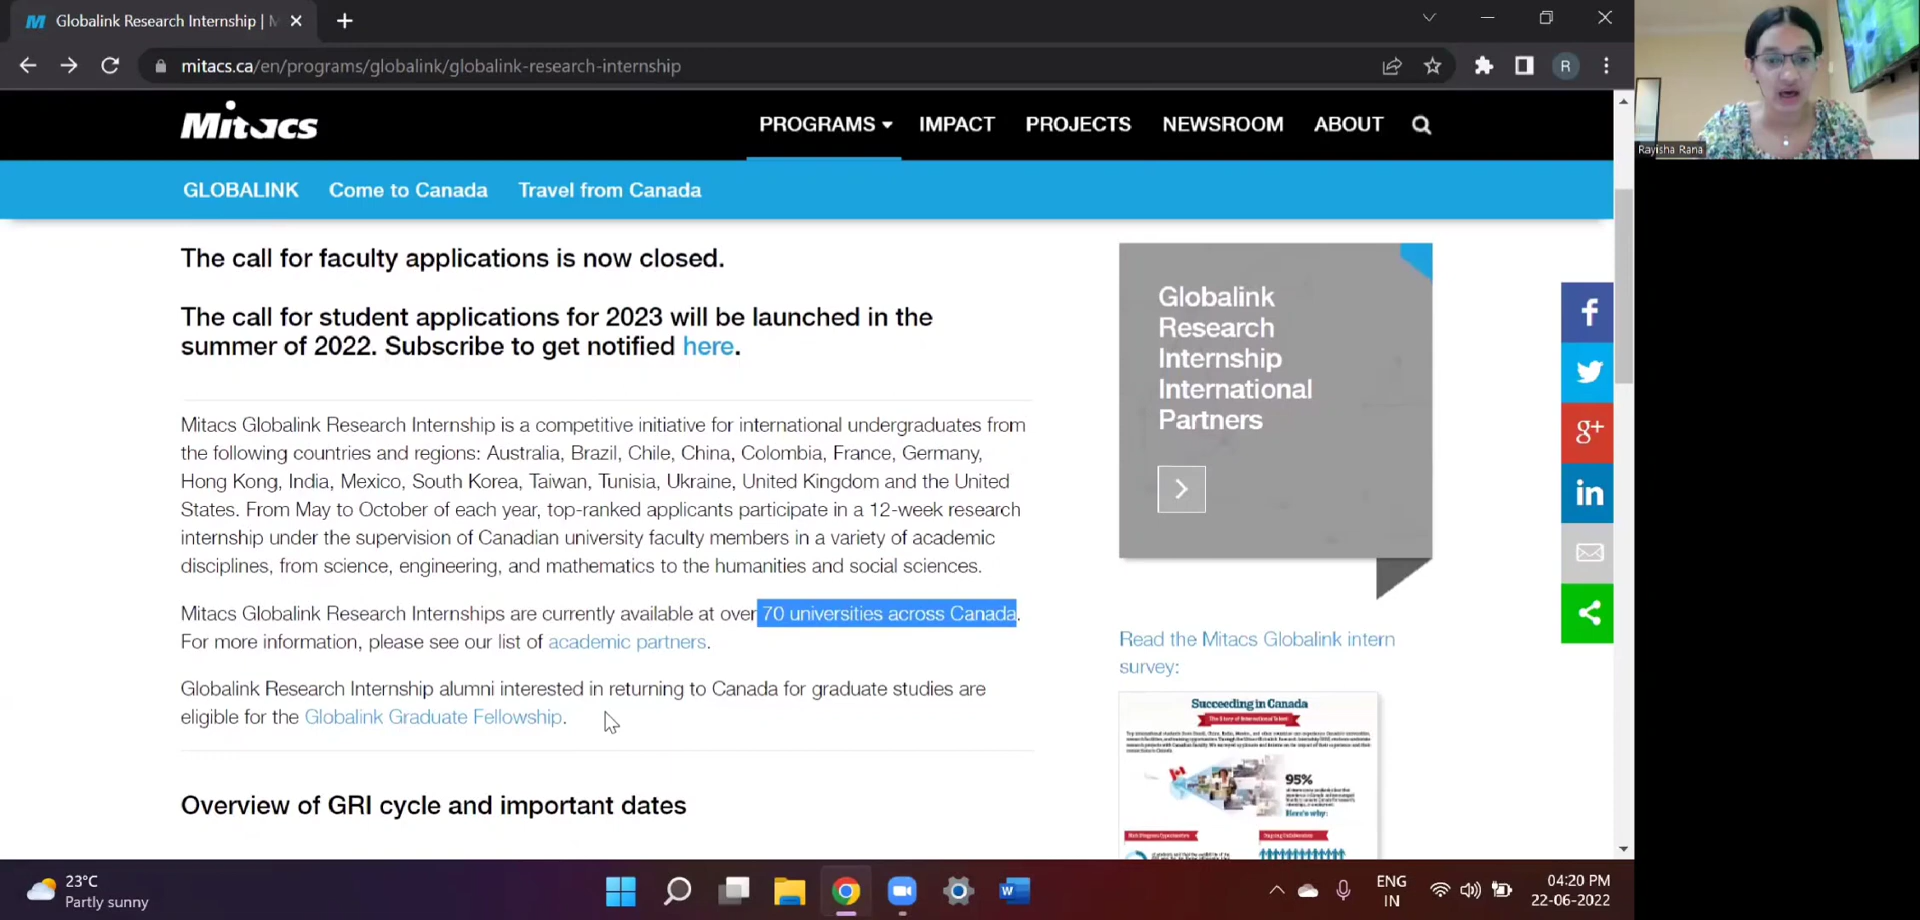 Globalink Research Internship | M
mitacs.ca/en/programs/globalink/globalink-research-internship
R
Mitacs
PROGRAMS IMPACT PROJECTS NEWSROOM ABOUT
GLOBALINK Come to Canada Travel from Canada
The call for faculty applications is now closed.
The call for student applications for 2023 will be launched in the
summer of 2022. Subscribe to get notified here.
Mitacs Globalink Research Internship is a competitive initiative for international undergraduates from
the following countries and regions: Australia, Brazil, Chile, China, Colombia, France, Germany,
Hong Kong, India, Mexico, South Korea, Taiwan, Tunisia, Ukraine, United Kingdom and the United
States. From May to October of each year, top-ranked applicants participate in a 12-week research
internship under the supervision of Canadian university faculty members in a variety of academic
disciplines, from science, engineering, and mathematics to the humanities and social sciences.
Mitacs Globalink Research Internships are currently available at over 70 universities across Canada.
For more information, please see our list of academic partners.
Globalink Research Internship alumni interested in returning to Canada for graduate studies are
eligible for the Globalink Graduate Fellowship.
Overview of GRI cycle and important dates
Globalink
Research
Internship
International
Partners
Read the Mitacs Globalink intern
survey:
Succeeding in Canada
The Story of International Talent
95%
Here's why:
f
g+
in
Rayisha Rana
23°C
Partly sunny
W
ENG
IN
04:20 PM
22-06-2022